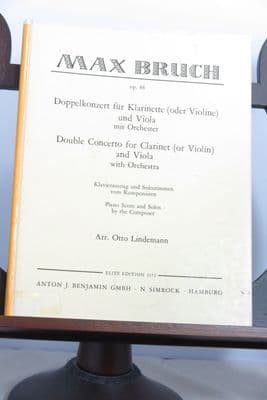 MAX BRUCH
op. 88
Doppelkonzert für Klarinette (oder Violine)
und Viola
mit Orchester
Double Concerto for Clarinet (or Violin)
and Viola
with Orchestra
Klavierauszug und Solostimmen
vom Komponisten
Piano Score and Solos
by the Composer
Arr. Otto Lindemann
ELITE EDITION
ANTON J. BENJAMIN GMBH · N. SIMROCK · HAMBURG